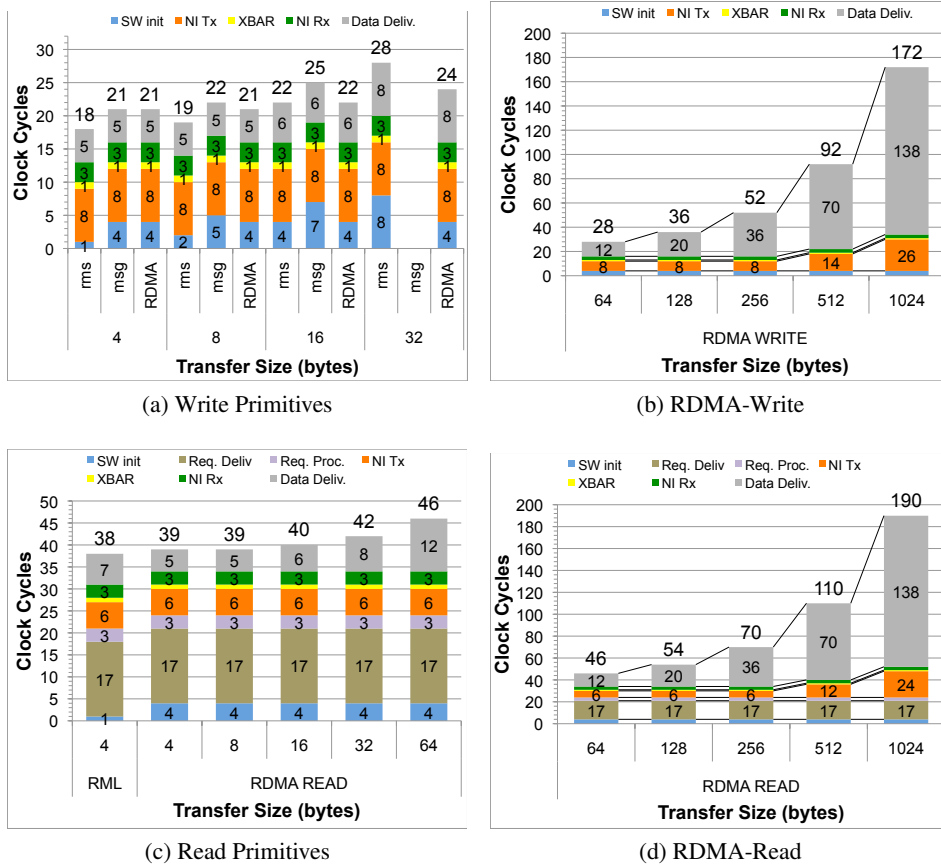 SW init NI Tx XBAR NI Rx Data Deliv.
Clock Cycles
30
25
20
15
10
5
0
18 21 21 19 22 21 22 25 22 28 24
5 5 5 5 5 5 6 6 6 8 8
3 3 3 3 3 3 3 3 3 3 3
1 1 1 1 1 1 1 1 1 1 1
8 8 8 8 8 8 8 8 8 8 8
1 4 4 2 5 4 4 7 4 8 4
rms msg RDMA rms msg RDMA rms msg RDMA rms msg RDMA
4 8 16 32
Transfer Size (bytes)
(a) Write Primitives
SW init NI Tx XBAR NI Rx Data Deliv.
Clock Cycles
200
180
160
140
120
100
80
60
40
20
0
28 36 52 92 172
12 20 36 70 138
8 8 8 14 26
64 128 256 512 1024
RDMA WRITE
Transfer Size (bytes)
(b) RDMA-Write
SW init Req. Deliv Req. Proc. NI Tx
XBAR NI Rx Data Deliv.
Clock Cycles
50
45
40
35
30
25
20
15
10
5
0
38 39 39 40 42 46
7 5 5 6 8 12
3 3 3 3 3 3
6 6 6 6 6 6
3 3 3 3 3 3
17 17 17 17 17 17
1 4 4 4 4 4
4 4 8 16 32 64
RML RDMA READ
Transfer Size (bytes)
(c) Read Primitives
SW init Req. Deliv Req. Proc. NI Tx
XBAR NI Rx Data Deliv.
Clock Cycles
200
180
160
140
120
100
80
60
40
20
0
46 54 70 110 190
12 20 36 70 138
6 6 6 12 24
17 17 17 17 17
64 128 256 512 1024
RDMA READ
Transfer Size (bytes)
(d) RDMA-Read